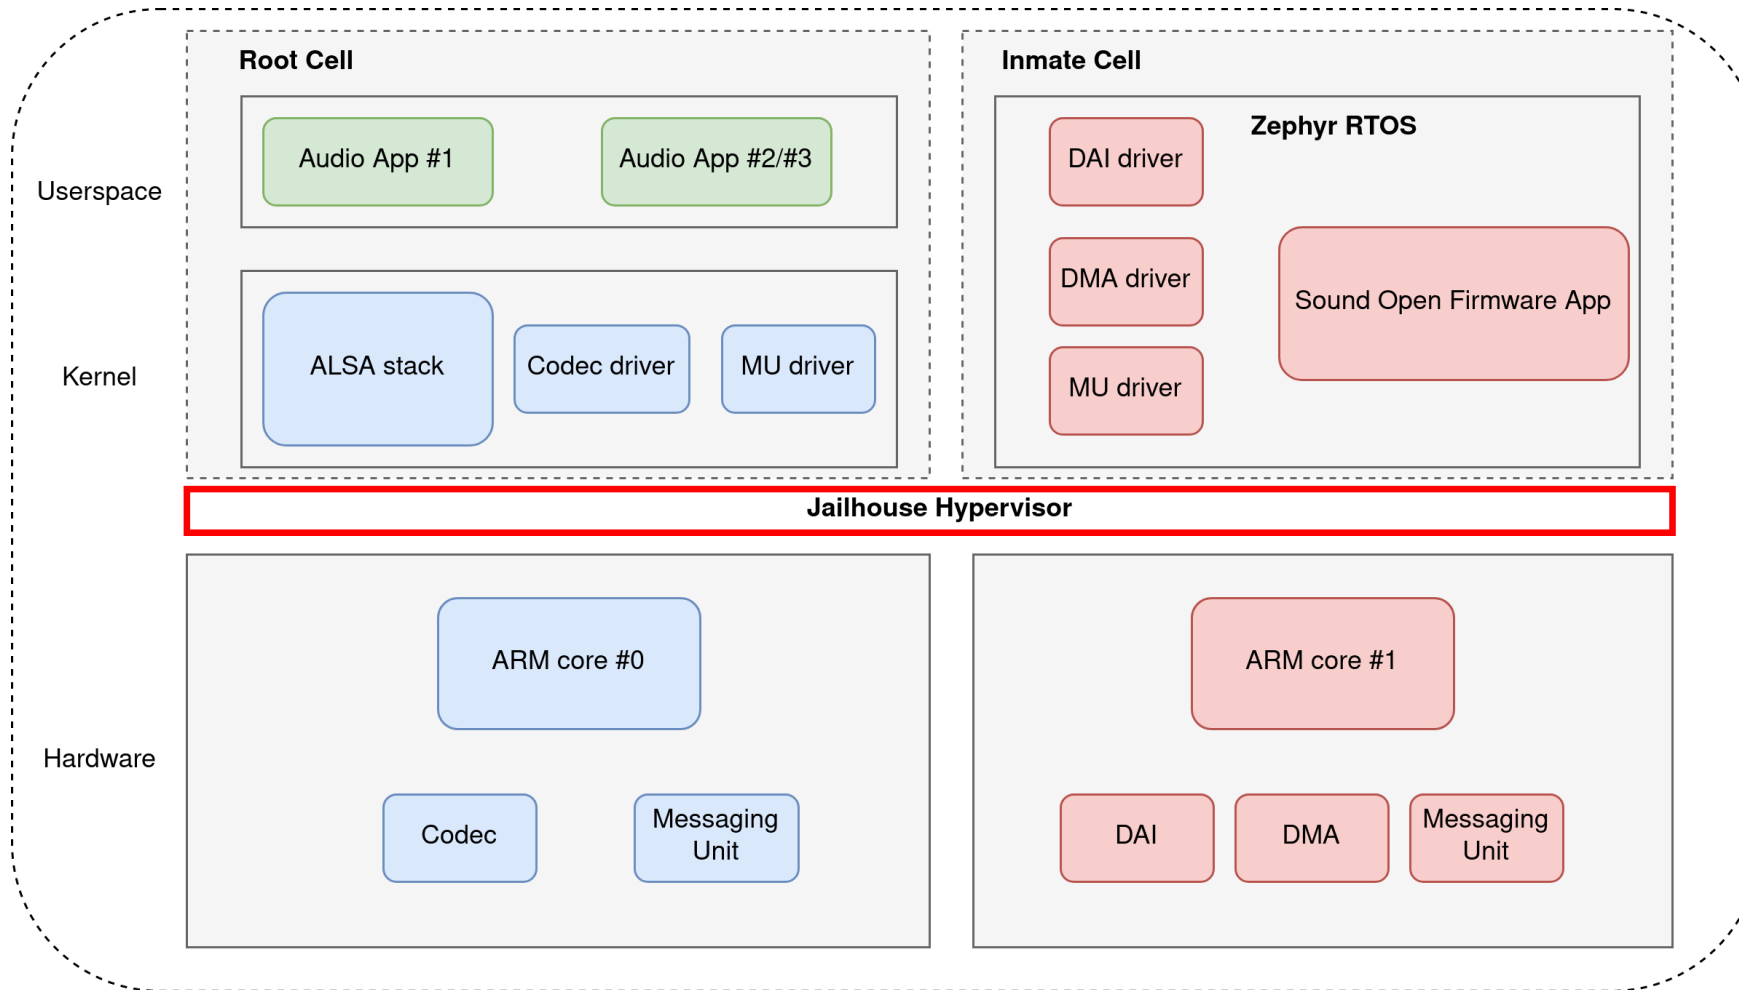 Root Cell
Inmate Cell
Userspace
Audio App #1
Audio App #2/#3
Kernel
ALSA stack
Codec driver
MU driver
Zephyr RTOS
DAI driver
DMA driver
MU driver
Sound Open Firmware App
Jailhouse Hypervisor
Hardware
ARM core #0
Codec
Messaging
Unit
ARM core #1
DAI
DMA
Messaging
Unit